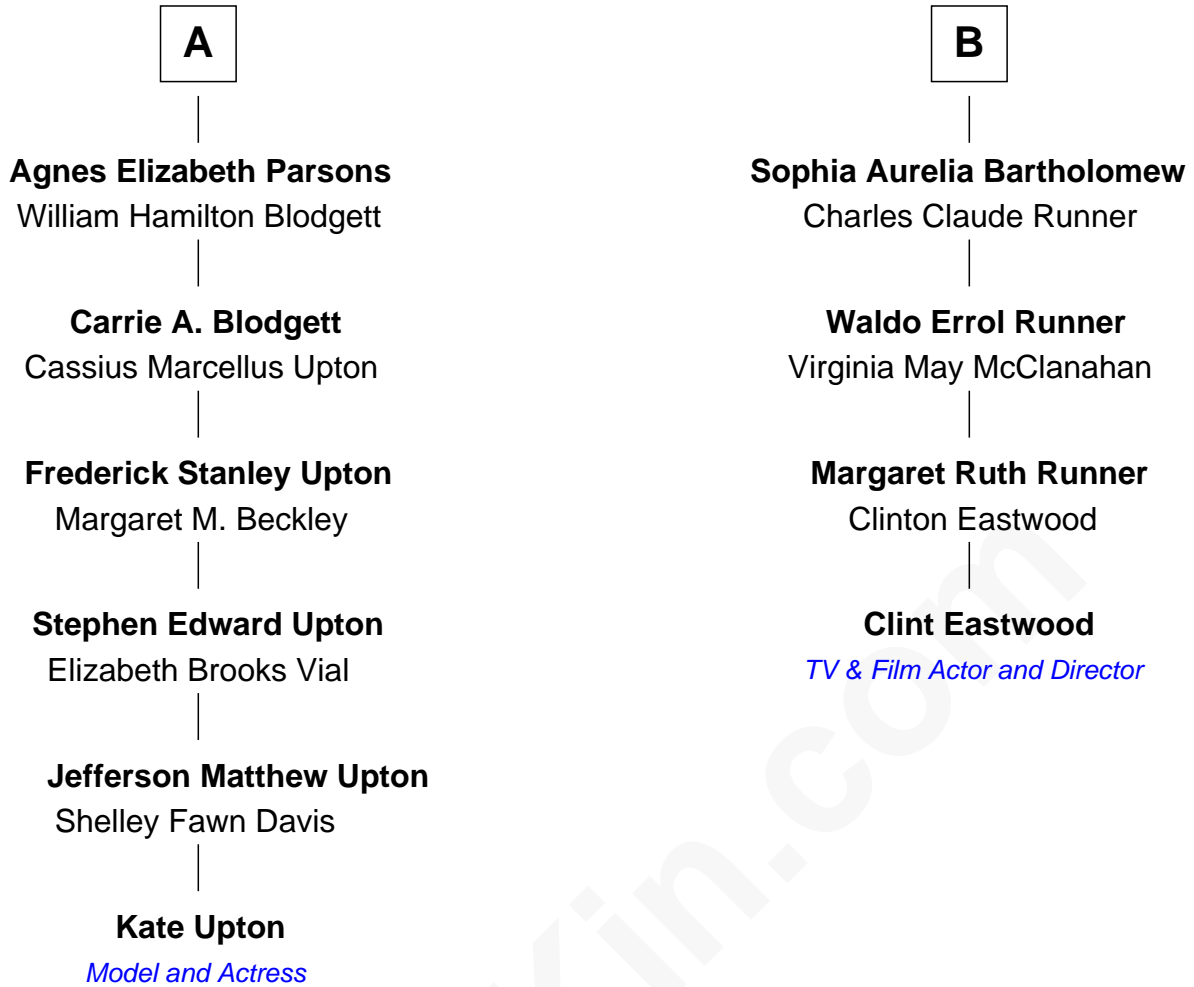 A
Agnes Elizabeth Parsons
William Hamilton Blodgett
Carrie A. Blodgett
Cassius Marcellus Upton
Frederick Stanley Upton
Margaret M. Beckley
Stephen Edward Upton
Elizabeth Brooks Vial
Jefferson Matthew Upton
Shelley Fawn Davis
Kate Upton
Model and Actress
B
Sophia Aurelia Bartholomew
Charles Claude Runner
Waldo Errol Runner
Virginia May McClanahan
Margaret Ruth Runner
Clinton Eastwood
Clint Eastwood
TV & Film Actor and Director